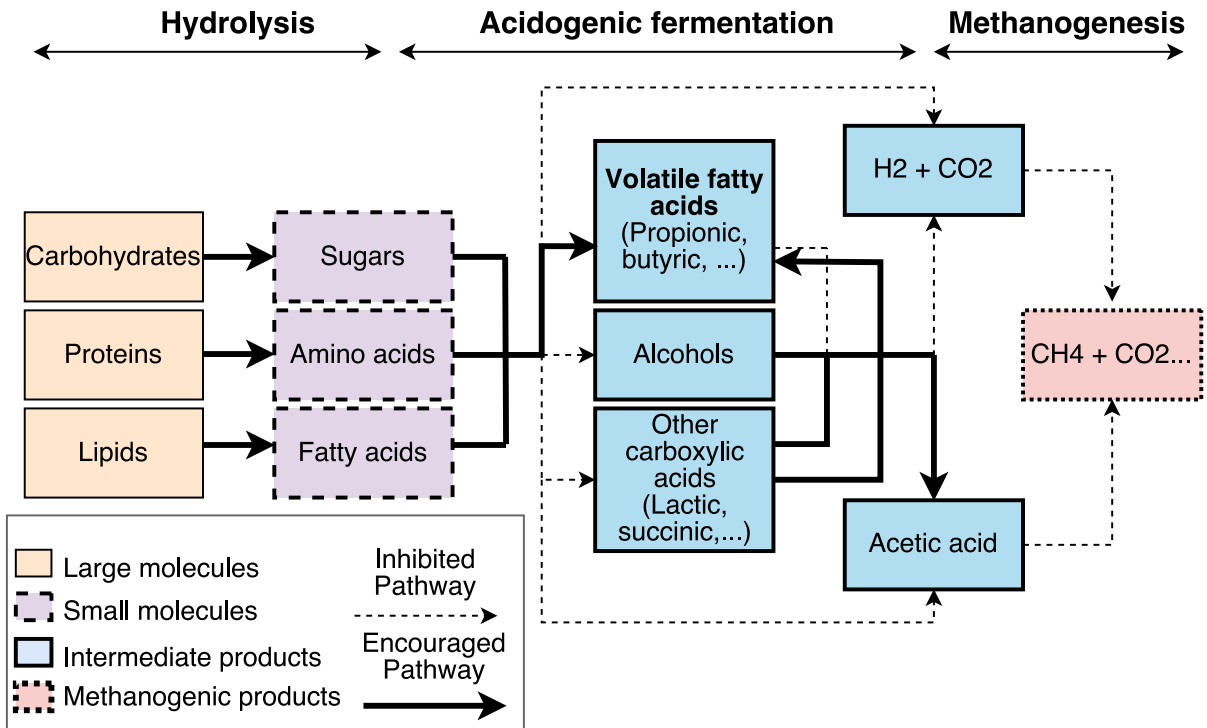 Hydrolysis
Acidogenic fermentation
Methanogenesis
Carbohydrates
Proteins
Lipids
Sugars
Amino acids
Fatty acids
Volatile fatty
acids
(Propionic,
butyric, ...)
Alcohols
Other
carboxylic
acids
(Lactic,
succinic,...)
H2 + CO2
Acetic acid
CH4 + CO2...
Large molecules
Small molecules
Intermediate products
Methanogenic products
Inhibited
Pathway
Encouraged
Pathway